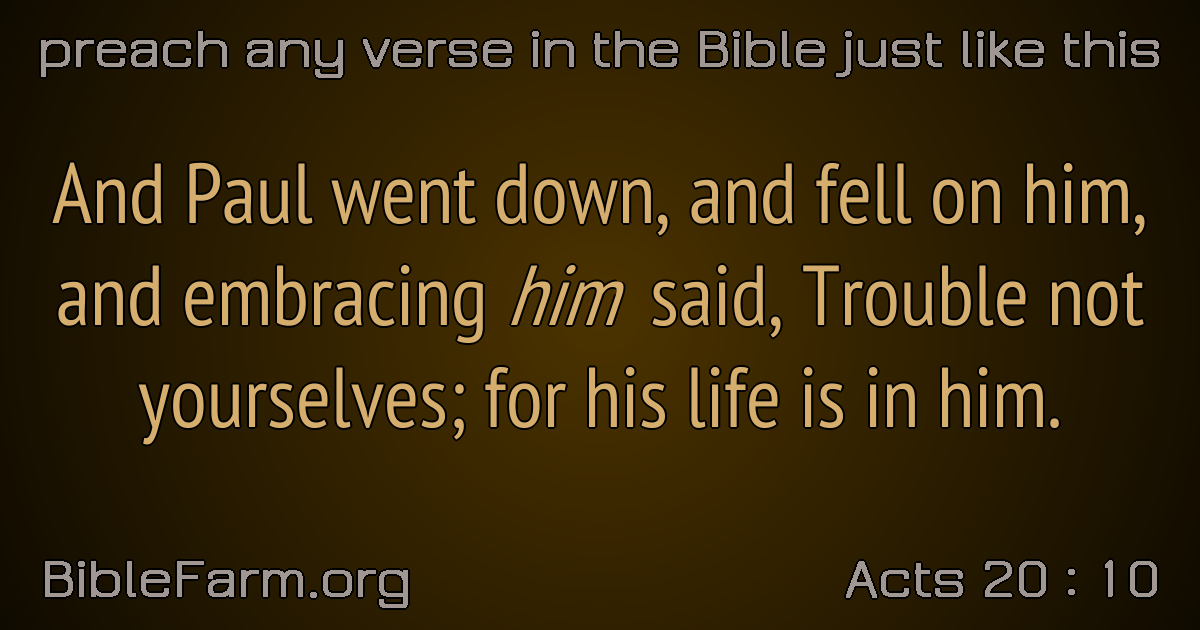 preach any verse in the Bible just like this
And Paul went down, and fell on him,
and embracing him said, Trouble not
yourselves; for his life is in him.
BibleFarm.org
Acts 20 : 10